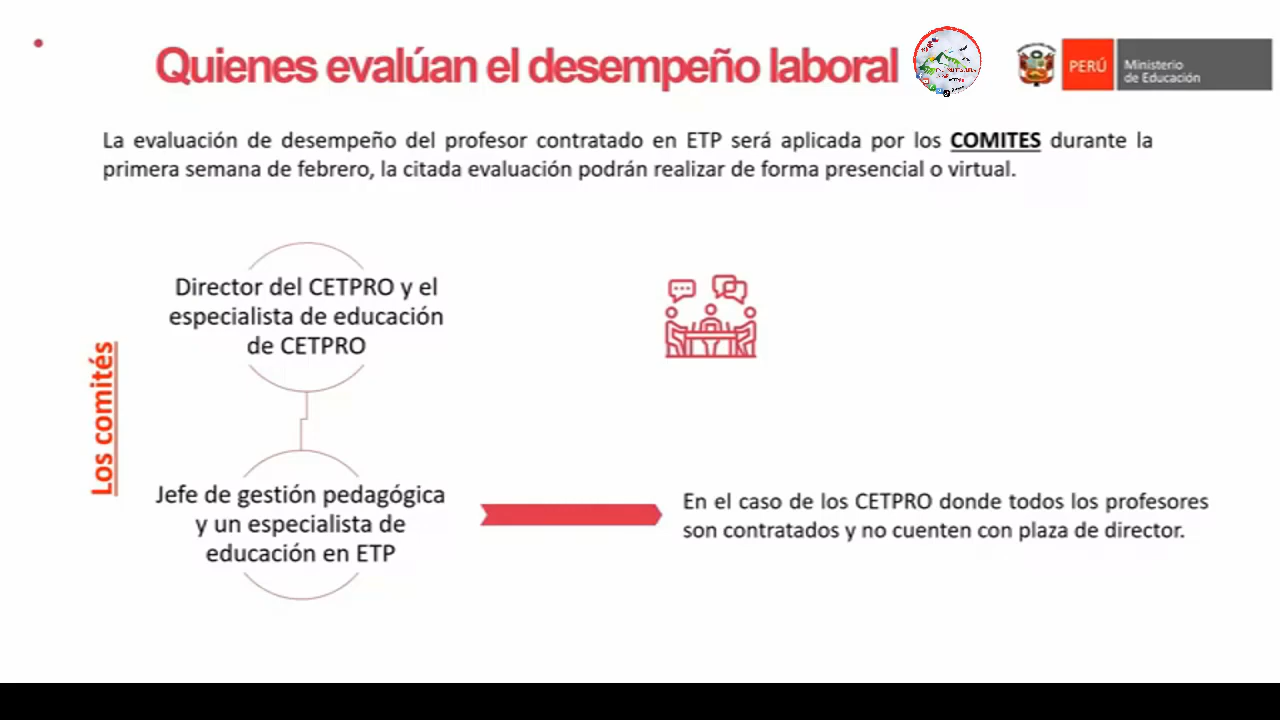 Quienes evalúan el desempeño laboral
PERÚ
Ministerio
de Educación
La evaluación de desempeño del profesor contratado en ETP será aplicada por los COMITES durante la
primera semana de febrero, la citada evaluación podrán realizar de forma presencial o virtual.
Los comités
Director del CETPRO y el
especialista de educación
de CETPRO
Jefe de gestión pedagógica
y un especialista de
educación en ETP
En el caso de los CETPRO donde todos los profesores
son contratados y no cuenten con plaza de director.